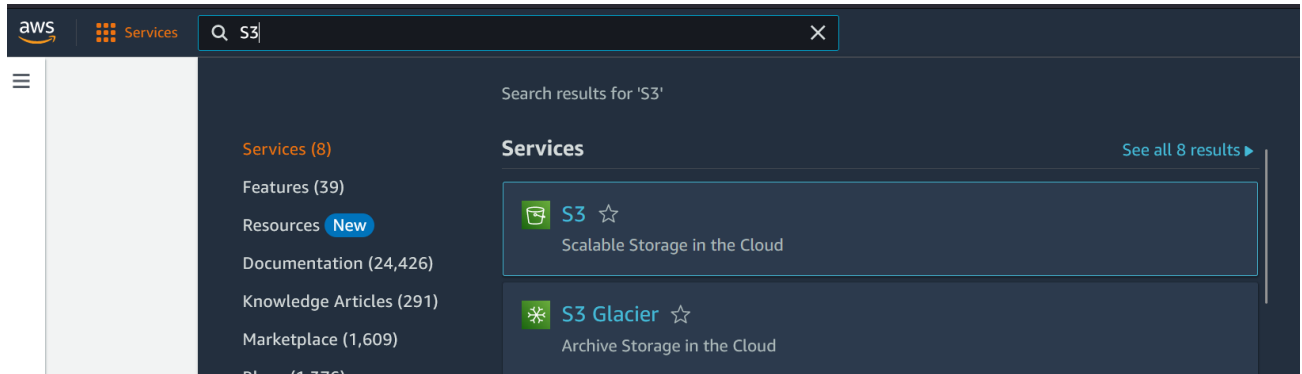 aws
Services
S3
Search results for 'S3'
Services (8)
Features (39)
Resources New
Documentation (24,426)
Knowledge Articles (291)
Marketplace (1,609)
Services
See all 8 results
S3
Scalable Storage in the Cloud
S3 Glacier
Archive Storage in the Cloud